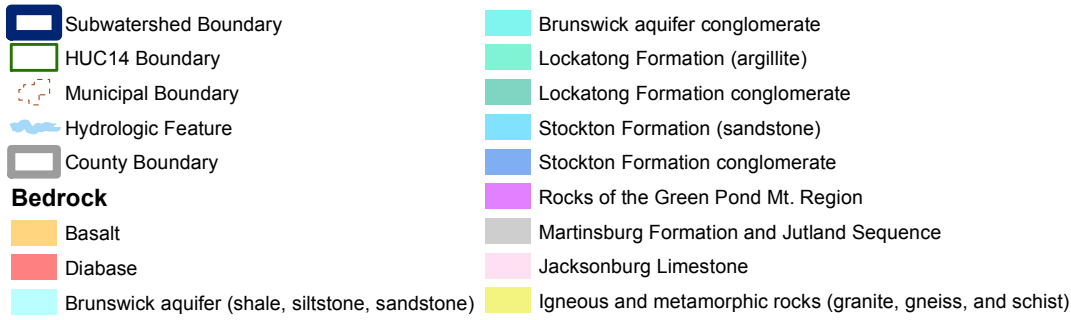 Subwatershed Boundary
HUC14 Boundary
Municipal Boundary
Hydrologic Feature
County Boundary
Bedrock
Basalt
Diabase
Brunswick aquifer (shale, siltstone, sandstone)
Brunswick aquifer conglomerate
Lockatong Formation (argillite)
Lockatong Formation conglomerate
Stockton Formation (sandstone)
Stockton Formation conglomerate
Rocks of the Green Pond Mt. Region
Martinsburg Formation and Jutland Sequence
Jacksonburg Limestone
Igneous and metamorphic rocks (granite, gneiss, and schist)